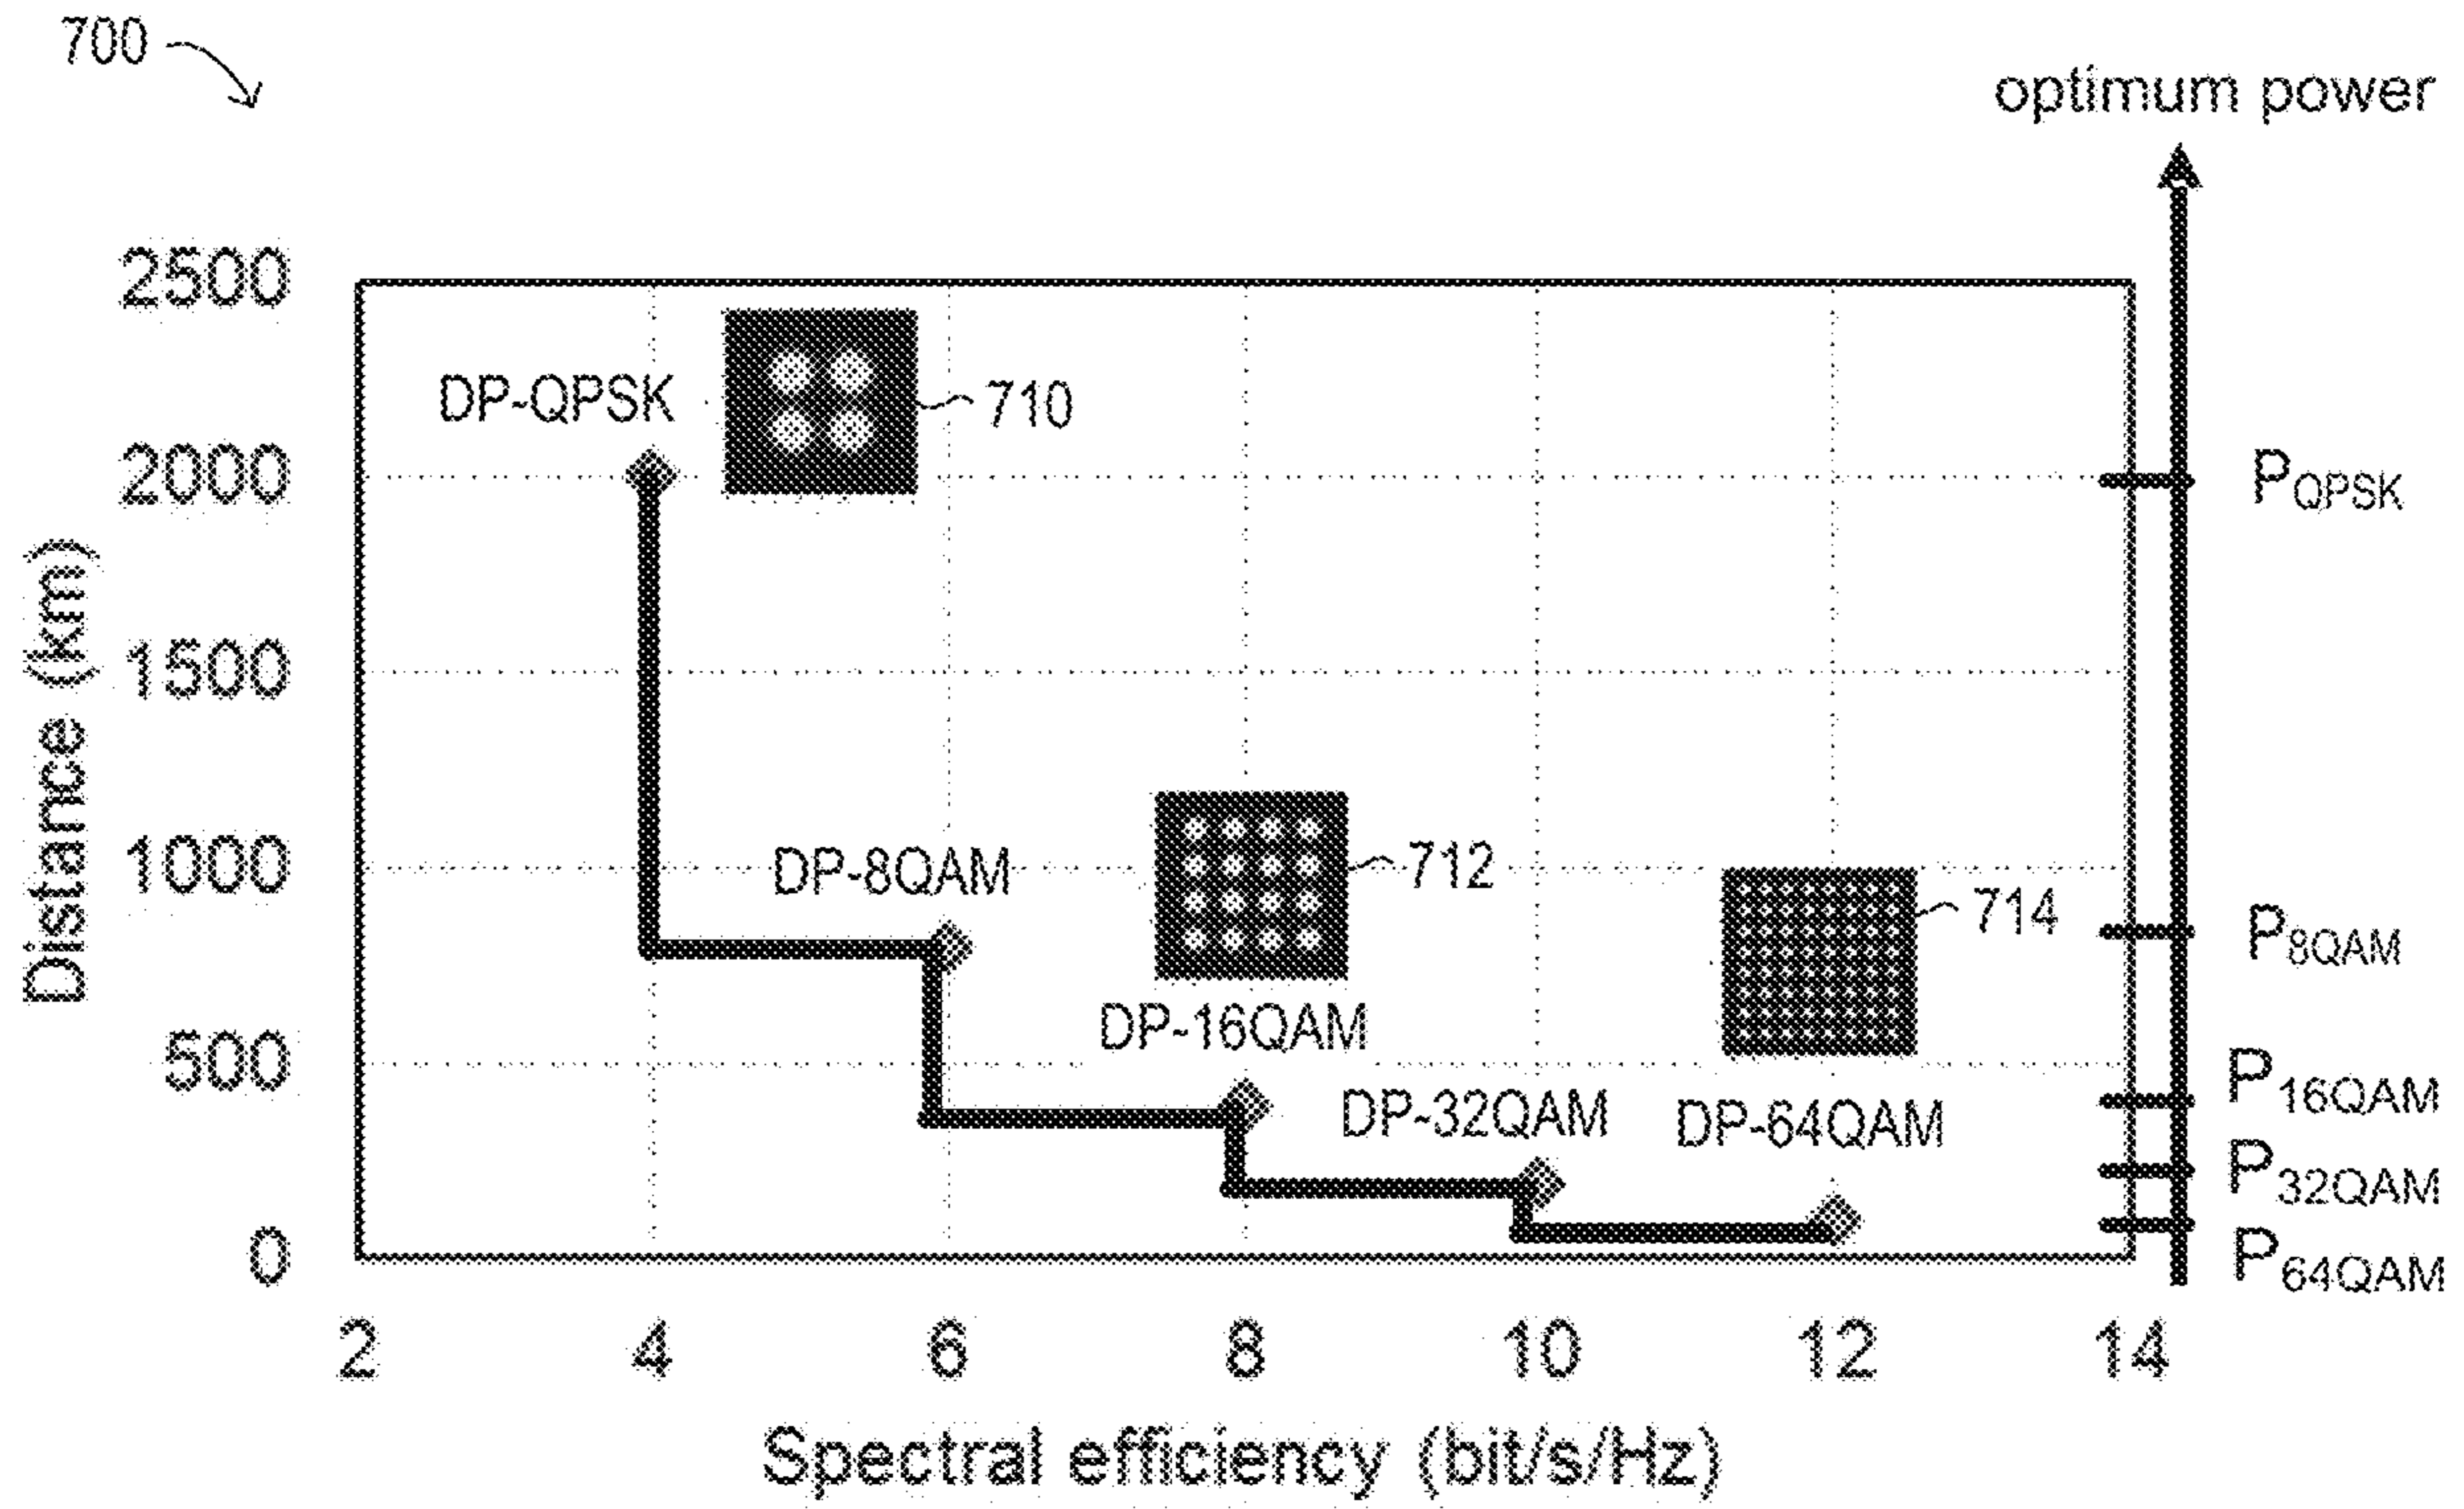 700
optimum power
2500
DP-QPSK
710
2000
PQPSK
1500
Distance (km)
1000
DP-8QAM
712
714
P8QAM
DP-16QAM
500
DP-32QAM
DP-64QAM
P16QAM
P32QAM
0
P64QAM
2 4 6 8 10 12 14
Spectral efficiency (bit/s/Hz)